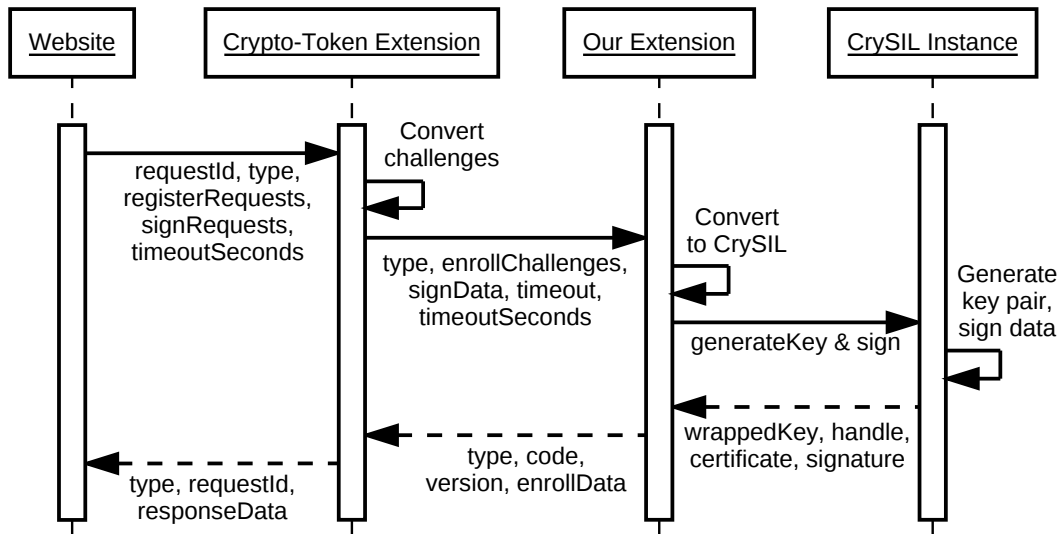 Website
Crypto-Token Extension
Our Extension
CrySIL Instance
Convert
challenges
requestId, type,
registerRequests,
signRequests,
timeoutSeconds
Convert
to CrySIL
type, enrollChallenges,
signData, timeout,
timeoutSeconds
Generate
key pair,
sign data
generateKey & sign
wrappedKey, handle,
certificate, signature
type, code,
version, enrollData
type, requestId,
responseData